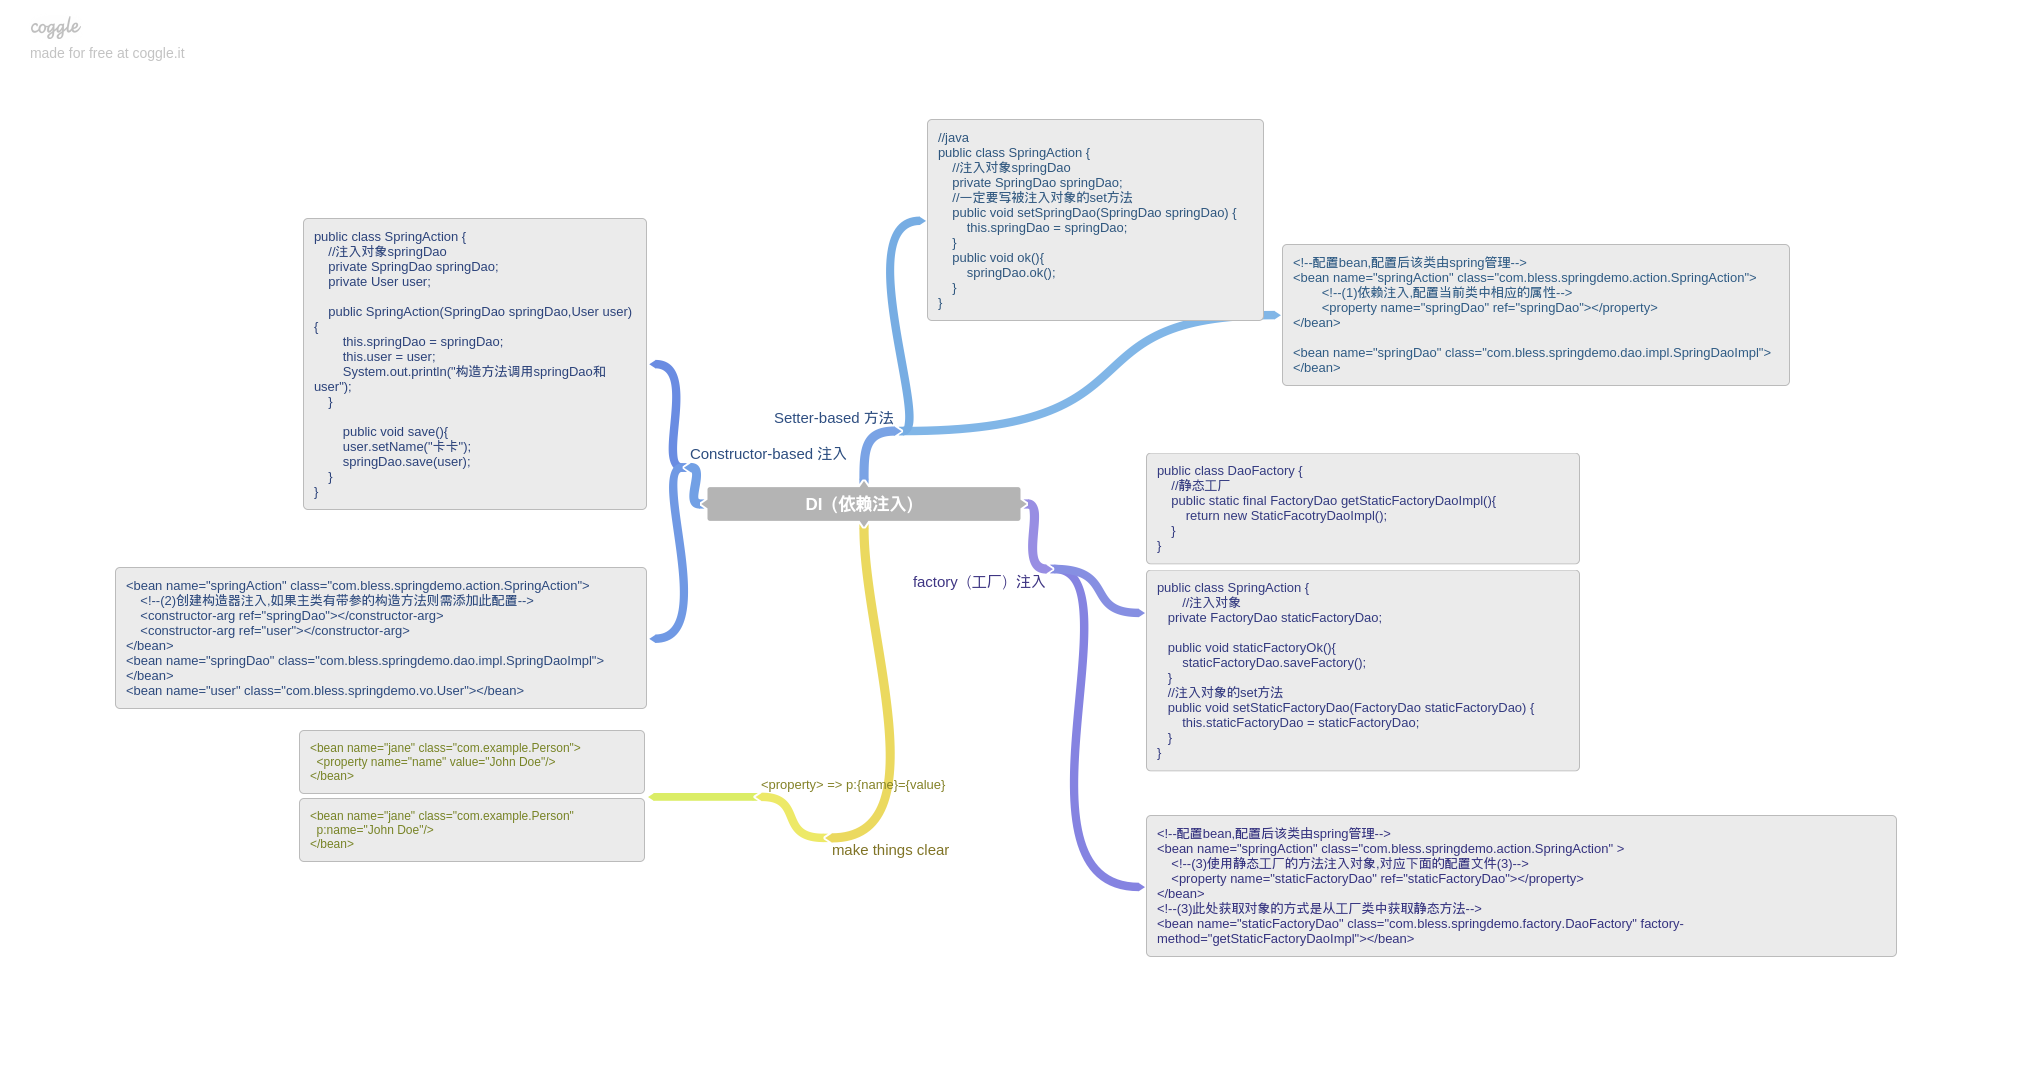 coggle
made for free at coggle.it
//java
public class SpringAction {
    //注入对象springDao
    private SpringDao springDao;
    //一定要写被注入对象的set方法
    public void setSpringDao(SpringDao springDao) {
        this.springDao = springDao;
    }
    public void ok(){
        springDao.ok();
    }
}
<!--配置bean,配置后该类由spring管理-->
<bean name="springAction" class="com.bless.springdemo.action.SpringAction">
        <!--(1)依赖注入,配置当前类中相应的属性-->
        <property name="springDao" ref="springDao"></property>
</bean>

<bean name="springDao" class="com.bless.springdemo.dao.impl.SpringDaoImpl">
</bean>
public class SpringAction {
    //注入对象springDao
    private SpringDao springDao;
    private User user;

    public SpringAction(SpringDao springDao,User user)
{
        this.springDao = springDao;
        this.user = user;
        System.out.println("构造方法调用springDao和
user");
    }

        public void save(){
        user.setName("卡卡");
        springDao.save(user);
    }
}
Setter-based 方法
Constructor-based 注入
DI（依赖注入）
factory（工厂）注入
public class DaoFactory {
    //静态工厂
    public static final FactoryDao getStaticFactoryDaoImpl(){
        return new StaticFacotryDaoImpl();
    }
}
public class SpringAction {
       //注入对象
   private FactoryDao staticFactoryDao;

   public void staticFactoryOk(){
       staticFactoryDao.saveFactory();
   }
   //注入对象的set方法
   public void setStaticFactoryDao(FactoryDao staticFactoryDao) {
       this.staticFactoryDao = staticFactoryDao;
   }
}
<bean name="springAction" class="com.bless.springdemo.action.SpringAction">
    <!--(2)创建构造器注入,如果主类有带参的构造方法则需添加此配置-->
    <constructor-arg ref="springDao"></constructor-arg>
    <constructor-arg ref="user"></constructor-arg>
</bean>
<bean name="springDao" class="com.bless.springdemo.dao.impl.SpringDaoImpl">
</bean>
<bean name="user" class="com.bless.springdemo.vo.User"></bean>
<bean name="jane" class="com.example.Person">
  <property name="name" value="John Doe"/>
</bean>
<bean name="jane" class="com.example.Person"
  p:name="John Doe"/>
</bean>
<property> => p:{name}={value}
make things clear
<!--配置bean,配置后该类由spring管理-->
<bean name="springAction" class="com.bless.springdemo.action.SpringAction" >
    <!--(3)使用静态工厂的方法注入对象,对应下面的配置文件(3)-->
    <property name="staticFactoryDao" ref="staticFactoryDao"></property>
</bean>
<!--(3)此处获取对象的方式是从工厂类中获取静态方法-->
<bean name="staticFactoryDao" class="com.bless.springdemo.factory.DaoFactory" factory-
method="getStaticFactoryDaoImpl"></bean>